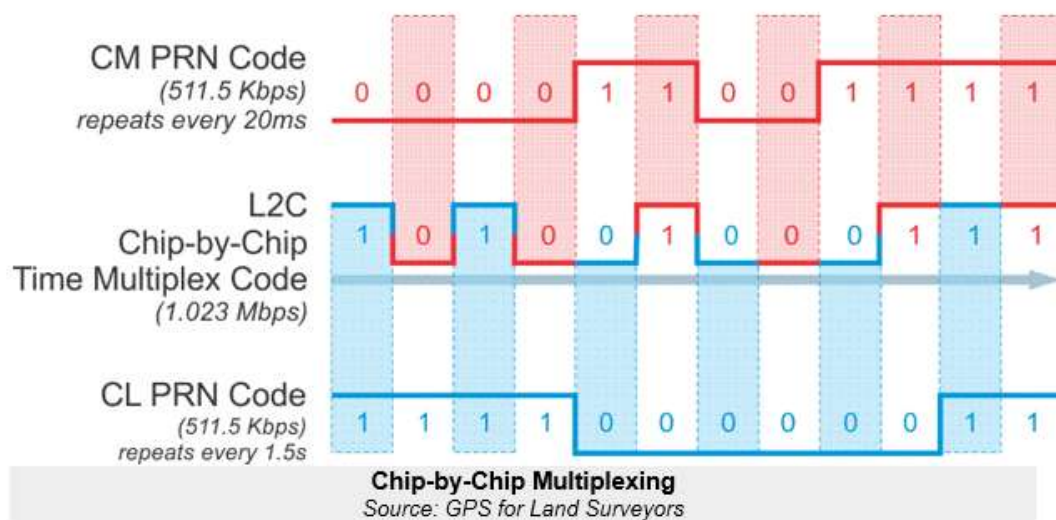 CM PRN Code
(511.5 Kbps)
repeats every 20ms
0 0 0 0 1 1 0 0 1 1 1 1
L2C
Chip-by-Chip
Time Multiplex Code
(1.023 Mbps)
1 0 1 0 0 1 0 0 0 1 1 1
CL PRN Code
(511.5 Kbps)
repeats every 1.5s
1 1 1 1 0 0 0 0 0 0 1 1
Chip-by-Chip Multiplexing
Source: GPS for Land Surveyors